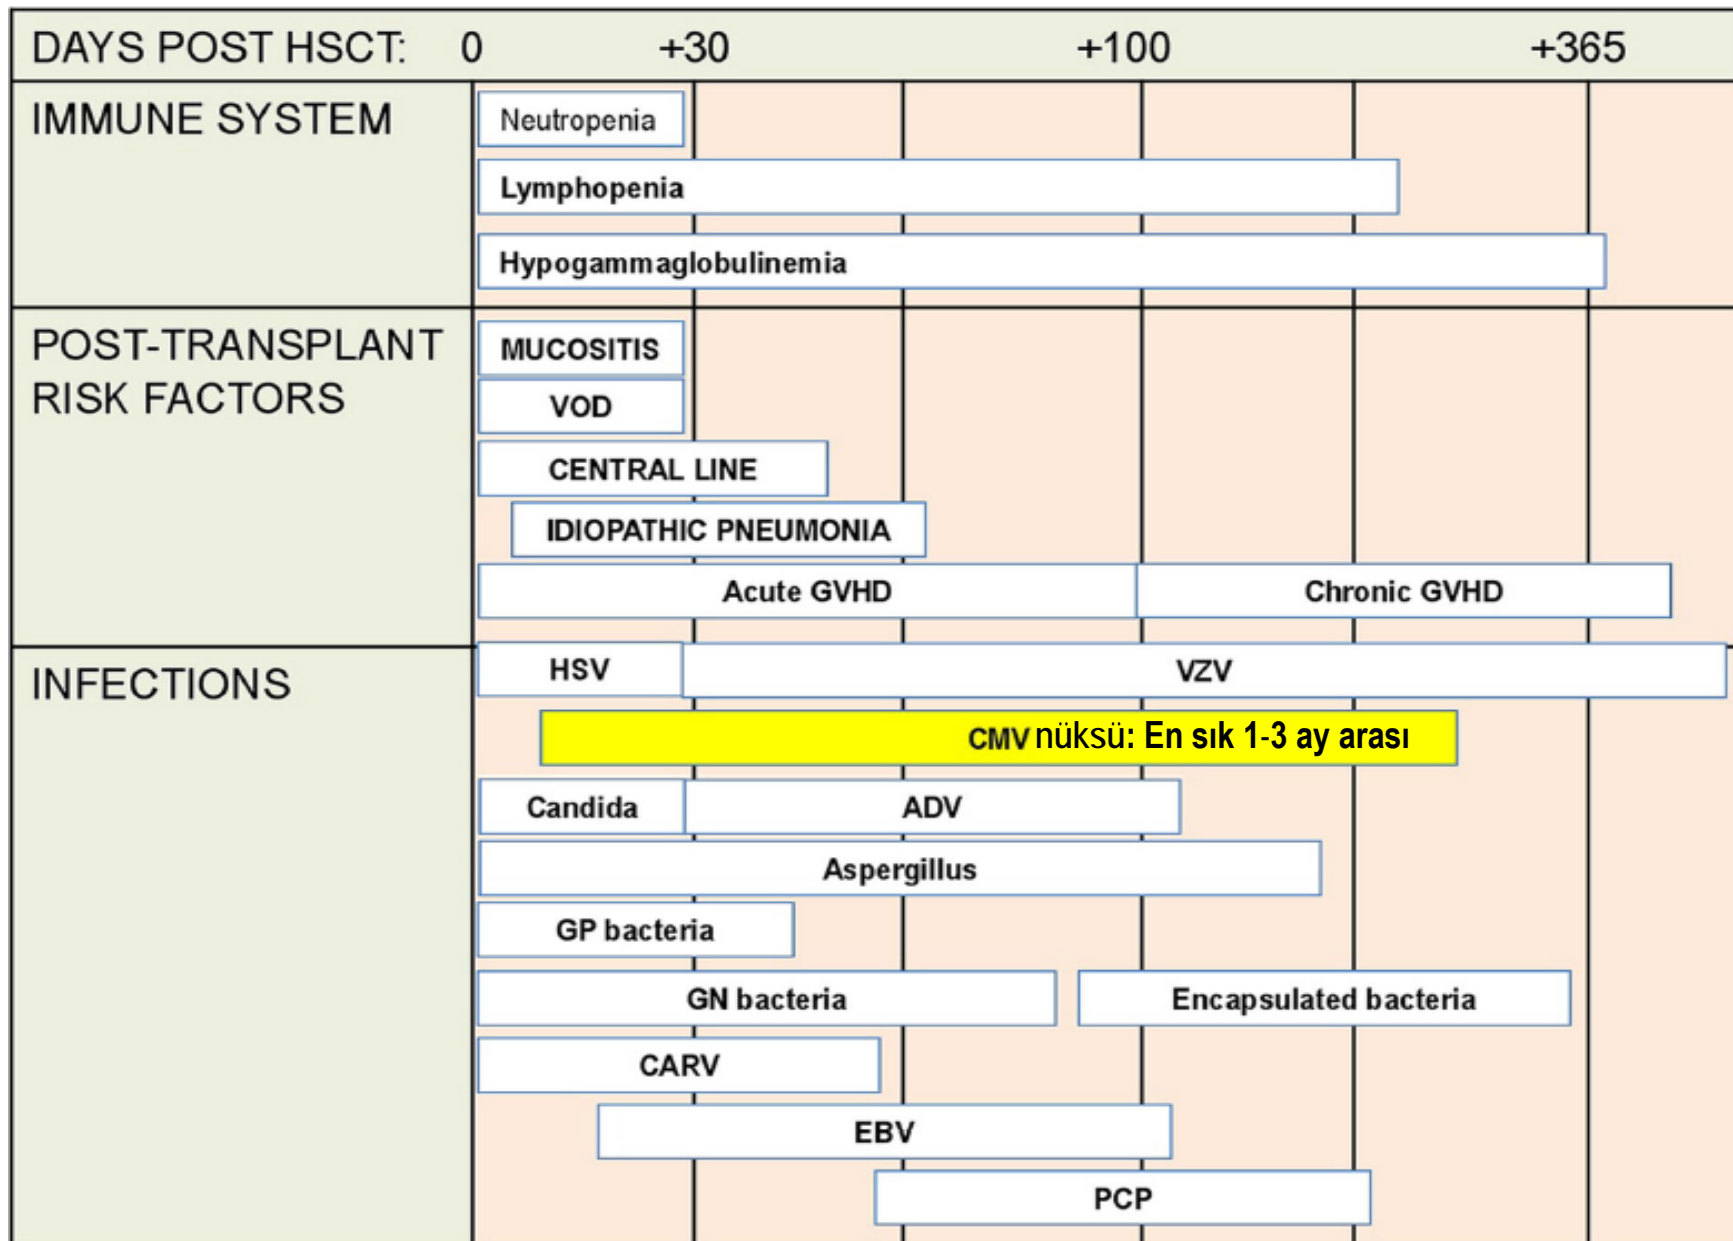 DAYS POST HSCT: 0 +30 +100 +365
IMMUNE SYSTEM
Neutropenia
Lymphopenia
Hypogammaglobulinemia
POST-TRANSPLANT
RISK FACTORS
MUCOSITIS
VOD
CENTRAL LINE
IDIOPATHIC PNEUMONIA
Acute GVHD Chronic GVHD
INFECTIONS
HSV VZV
CMV nüksü: En sık 1-3 ay arası
Candida ADV
Aspergillus
GP bacteria
GN bacteria Encapsulated bacteria
CARV
EBV
PCP